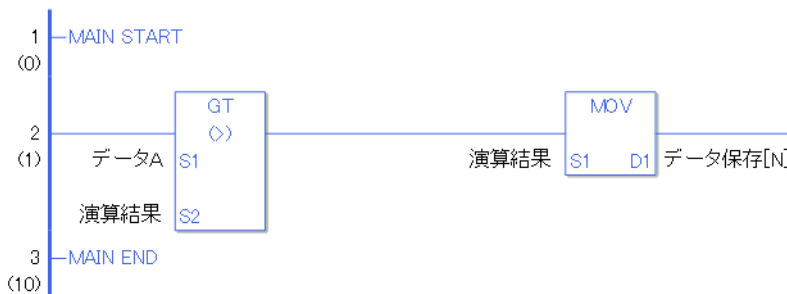 1 MAIN START
(0)
GT MOV
2 (>)
(1) データA S1 演算結果 S1 D1 データ保存[N]
演算結果 S2
3 MAIN END
(10)